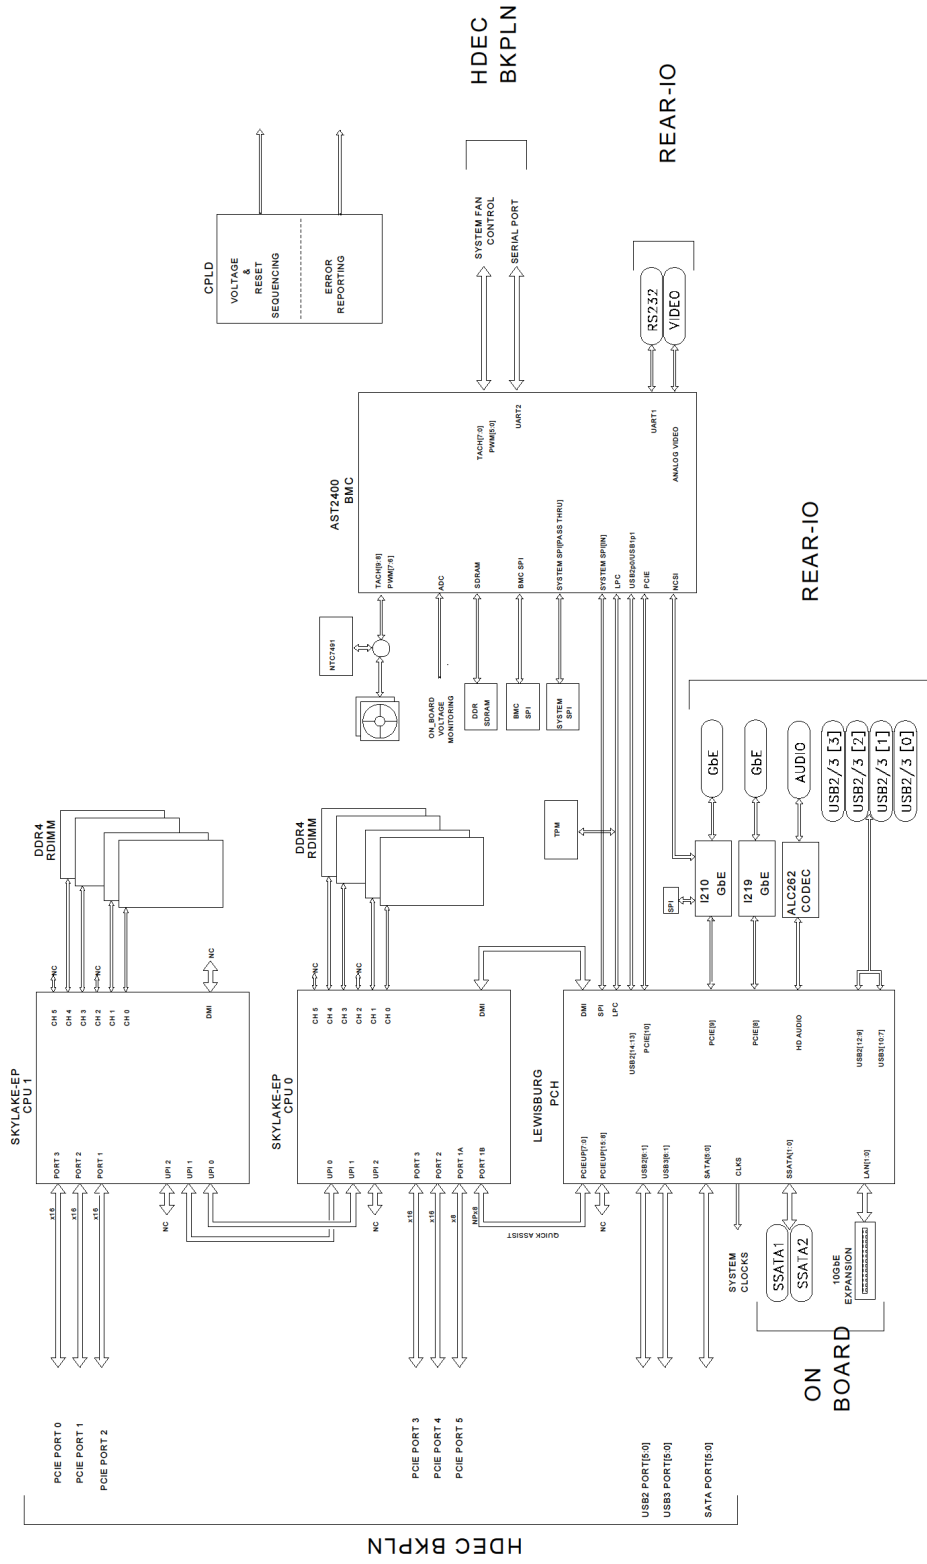 SKYLAKE-EP
CPU 1
PORT 3
PORT 2
PORT 1
UPI 2
UPI 1
UPI 0
CH 5
CH 4
CH 3
CH 2
CH 1
CH 0
DMI
NC
NC
NC
NC
x16
x16
x16
DDR4
RDIMM
PCIE PORT 0
PCIE PORT 1
PCIE PORT 2
SKYLAKE-EP
CPU 0
UPI 0
UPI 1
UPI 2
PORT 3
PORT 2
PORT 1A
PORT 1B
CH 5
CH 4
CH 3
CH 2
CH 1
CH 0
DMI
NC
NC
NC
x16
x16
x8
NPx8
QUICK ASSIST
DDR4
RDIMM
PCIE PORT 3
PCIE PORT 4
PCIE PORT 5
LEWISBURG
PCH
PCIEUP[7:0]
PCIEUP[15:8]
USB2[6:1]
USB3[6:1]
SATA[5:0]
CLKS
SSATA[1:0]
LAN[1:0]
DMI
SPI
LPC
USB2[14:13]
PCIE[10]
PCIE[9]
PCIE[8]
HD AUDIO
USB2[12:9]
USB3[10:7]
NC
SYSTEM
CLOCKS
SSATA1
SSATA2
10GbE
EXPANSION
ON
BOARD
USB2 PORT[5:0]
USB3 PORT[5:0]
SATA PORT[5:0]
HDEC BKPLN
TPM
SPI
I210
GbE
I219
GbE
ALC262
CODEC
GbE
GbE
AUDIO
USB2/3 [3]
USB2/3 [2]
USB2/3 [1]
USB2/3 [0]
REAR-IO
AST2400
BMC
TACH[9:8]
PWM[7:6]
ADC
SDRAM
BMC SPI
SYSTEM SPI[PASS THRU]
SYSTEM SPI[IN]
LPC
USB2p0/USB1p1
PCIE
NCSI
TACH[7:0]
PWM[5:0]
UART2
UART1
ANALOG VIDEO
NTC7491
ON_BOARD
VOLTAGE
MONITORING
DDR
SDRAM
BMC
SPI
SYSTEM
SPI
CPLD
VOLTAGE
&
RESET
SEQUENCING
ERROR
REPORTING
SYSTEM FAN
CONTROL
SERIAL PORT
HDEC
BKPLN
RS232
VIDEO
REAR-IO